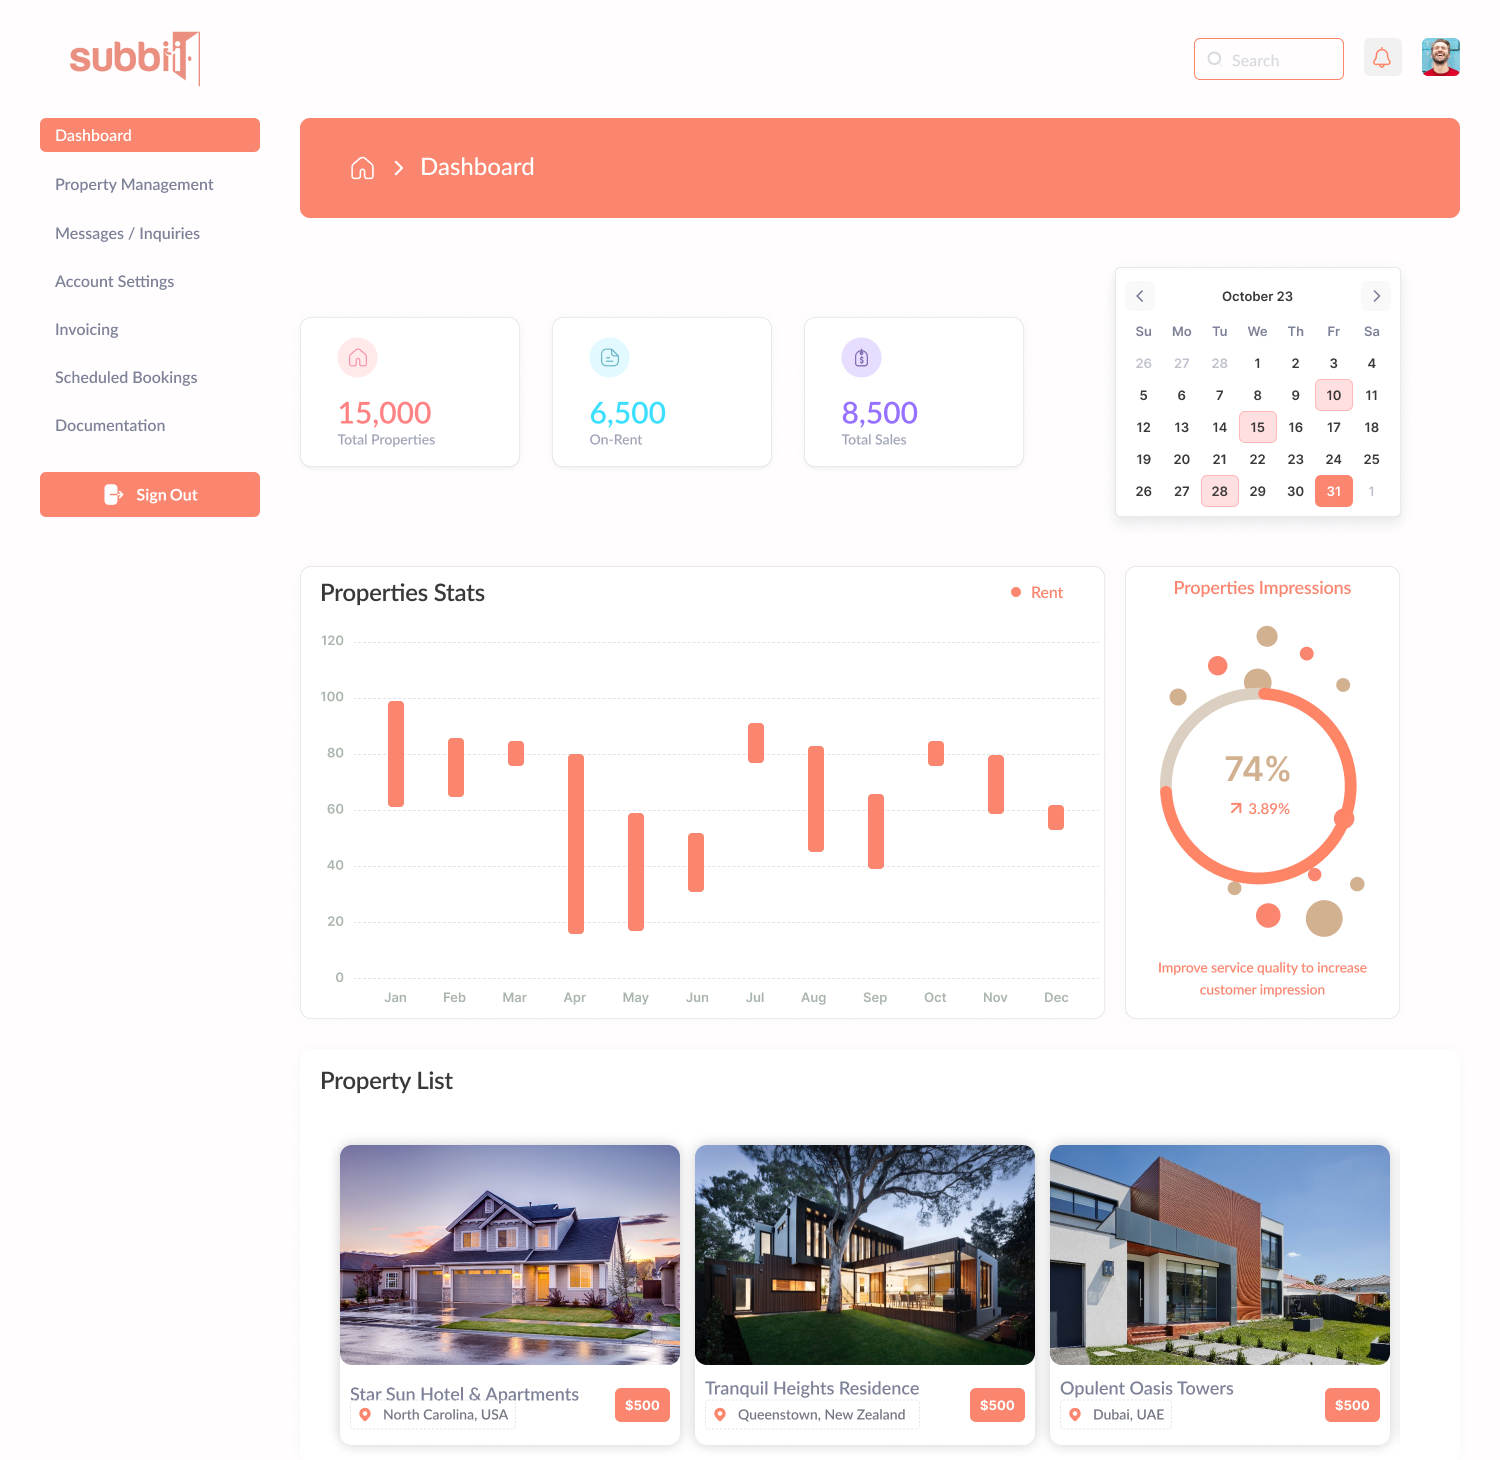 subbii
Search
Dashboard
Property Management
Messages / Inquiries
Account Settings
Invoicing
Scheduled Bookings
Documentation
Sign Out
Dashboard
15,000
Total Properties
6,500
On-Rent
8,500
Total Sales
October 23
Su Mo Tu We Th Fr Sa
26 27 28 1 2 3 4
5 6 7 8 9 10 11
12 13 14 15 16 17 18
19 20 21 22 23 24 25
26 27 28 29 30 31 1
Properties Stats
Rent
120
100
80
60
40
20
0
Jan Feb Mar Apr May Jun Jul Aug Sep Oct Nov Dec
Properties Impressions
74%
3.89%
Improve service quality to increase
customer impression
Property List
Star Sun Hotel & Apartments
North Carolina, USA
$500
Tranquil Heights Residence
Queenstown, New Zealand
$500
Opulent Oasis Towers
Dubai, UAE
$500